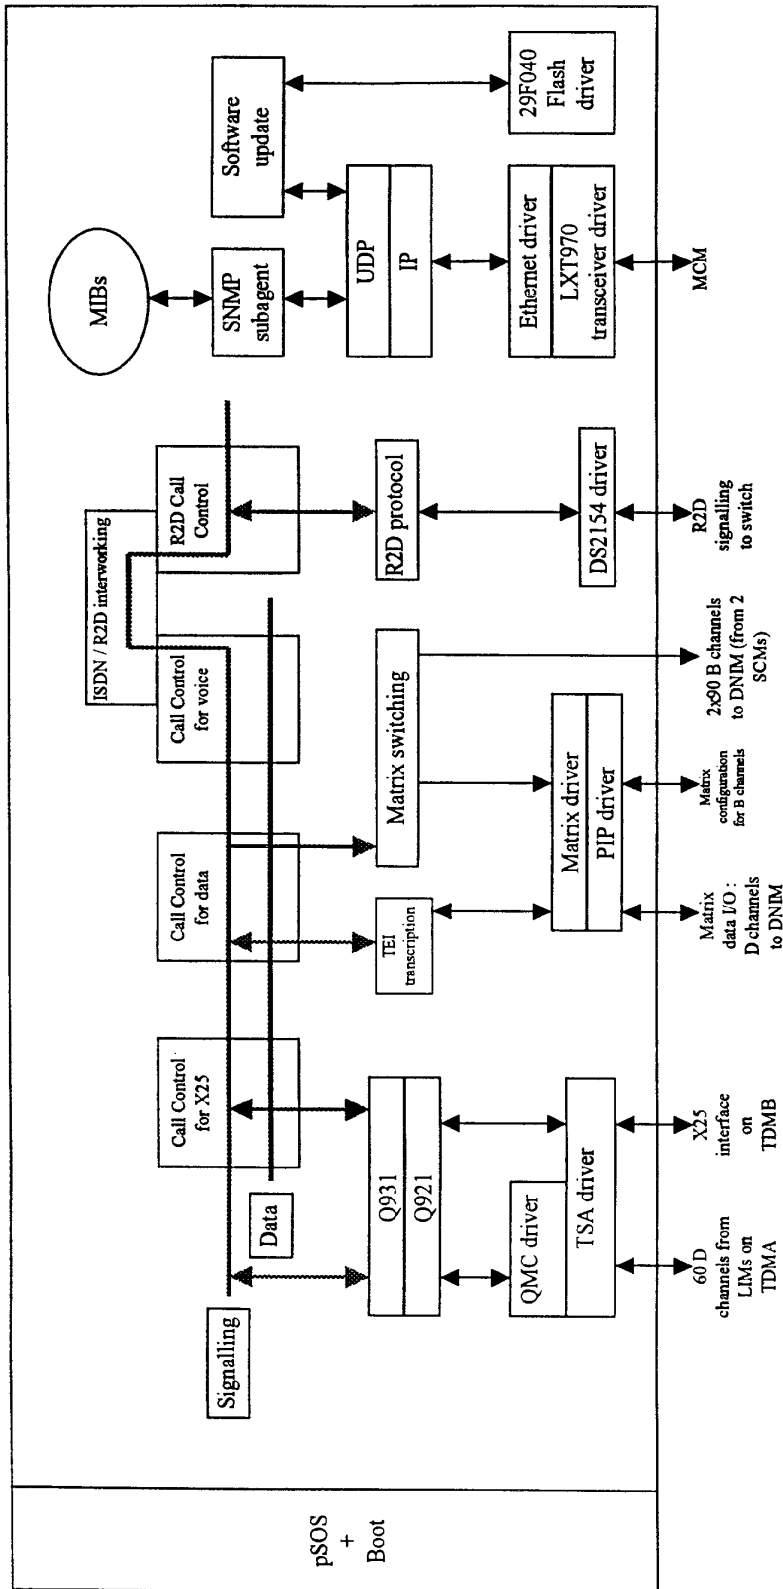 pSOS
+
Boot
Signalling
Data
ISDN / R2D interworking
Call Control
for X25
Call Control
for data
Call Control
for voice
R2D Call
Control
MIBs
SNMP
subagent
Software
update
Q931
Q921
TEI
transcription
Matrix switching
R2D protocol
UDP
IP
QMC driver
TSA driver
Matrix driver
PIP driver
DS2154 driver
Ethernet driver
LXT970
transceiver driver
29F040
Flash
driver
60 D
channels from
LIMs on
TDMA
X25
interface
on
TDMB
Matrix
data I/O :
D channels
to DNIM
Matrix
configuration
for B channels
2x90 B channels
to DNIM (from 2
SCMs)
R2D
signalling
to switch
MCM